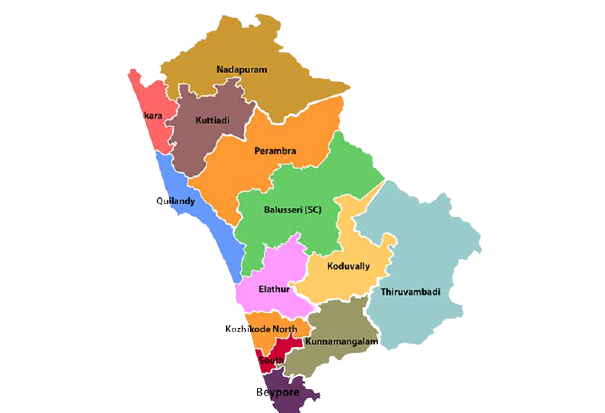 Nadapuram
kara
Kuttiadi
Perambra
Quilandy
Balusseri (SC)
Koduvally
Elathur
Thiruvambadi
Kozhikode North
Kunnamangalam
South
Beypore